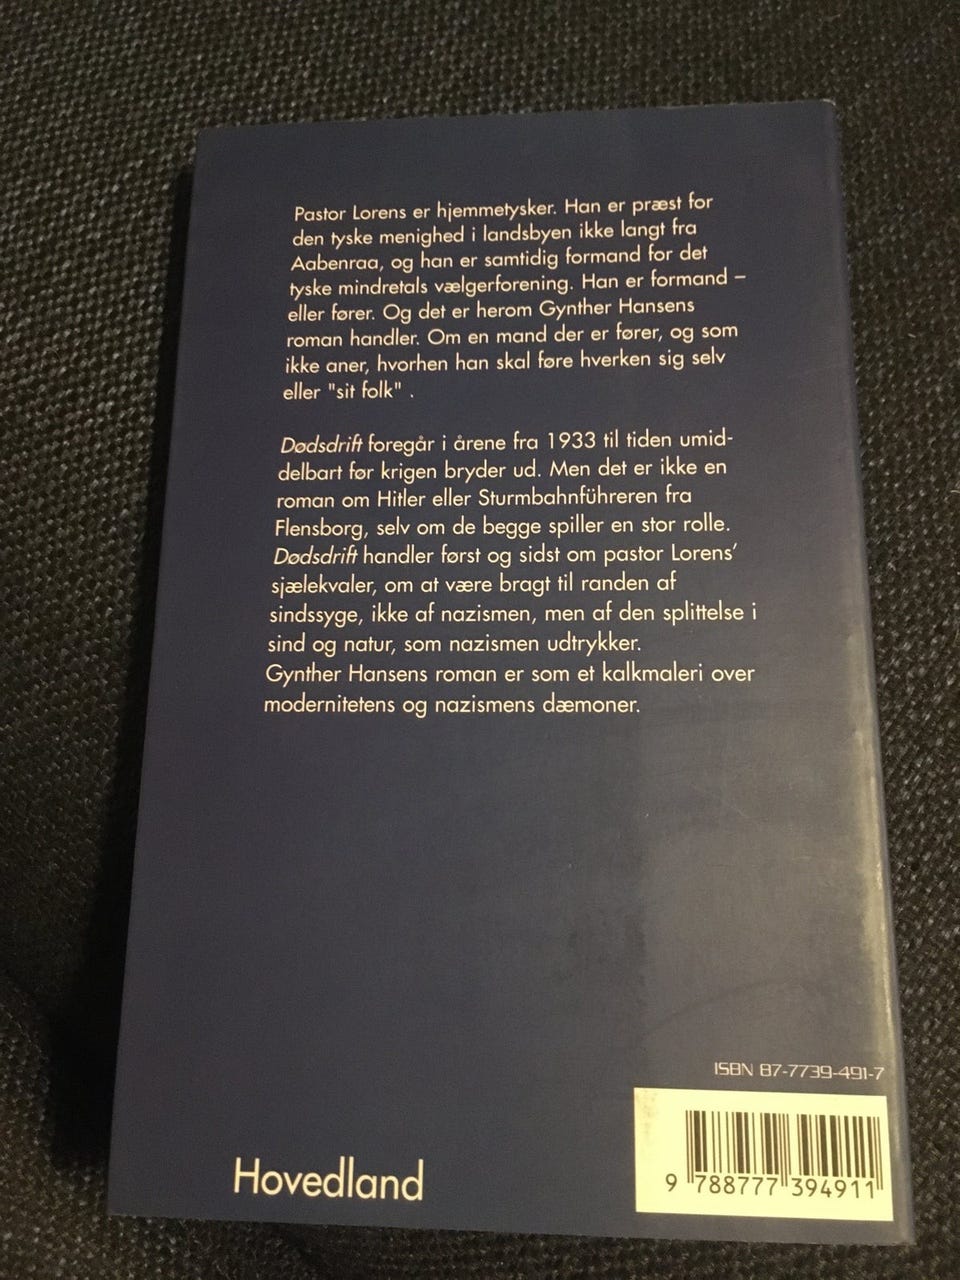 Pastor Lorens er hjemmetysker. Han er præst for
den tyske menighed i landsbyen ikke langt fra
Aabenraa, og han er samtidig formand for det
tyske mindretals vælgerforening. Han er formand –
eller fører. Og det er herom Gynther Hansens
roman handler. Om en mand der er fører, og som
ikke aner, hvorhen han skal føre hverken sig selv
eller "sit folk" .
Dødsdrift foregår i årene fra 1933 til tiden umid-
delbart før krigen bryder ud. Men det er ikke en
roman om Hitler eller Sturmbahnführeren fra
Flensborg, selv om de begge spiller en stor rolle.
Dødsdrift handler først og sidst om pastor Lorens’
sjælekvaler, om at være bragt til randen af
sindssyge, ikke af nazismen, men af den splittelse i
sind og natur, som nazismen udtrykker.
Gynther Hansens roman er som et kalkmaleri over
modernitetens og nazismens dæmoner.
ISBN 87-7739-491-7
9 788777 394911
Hovedland